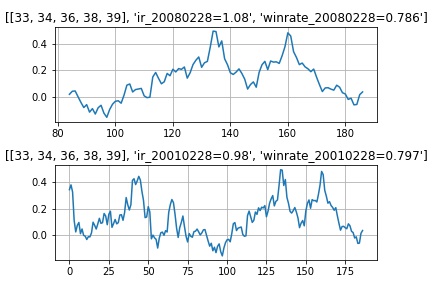 [[33, 34, 36, 38, 39], 'ir_20080228=1.08', 'winrate_20080228=0.786']
0.4
0.2
0.0
80 100 120 140 160 180
[[33, 34, 36, 38, 39], 'ir_20010228=0.98', 'winrate_20010228=0.797']
0.4
0.2
0.0
0 25 50 75 100 125 150 175